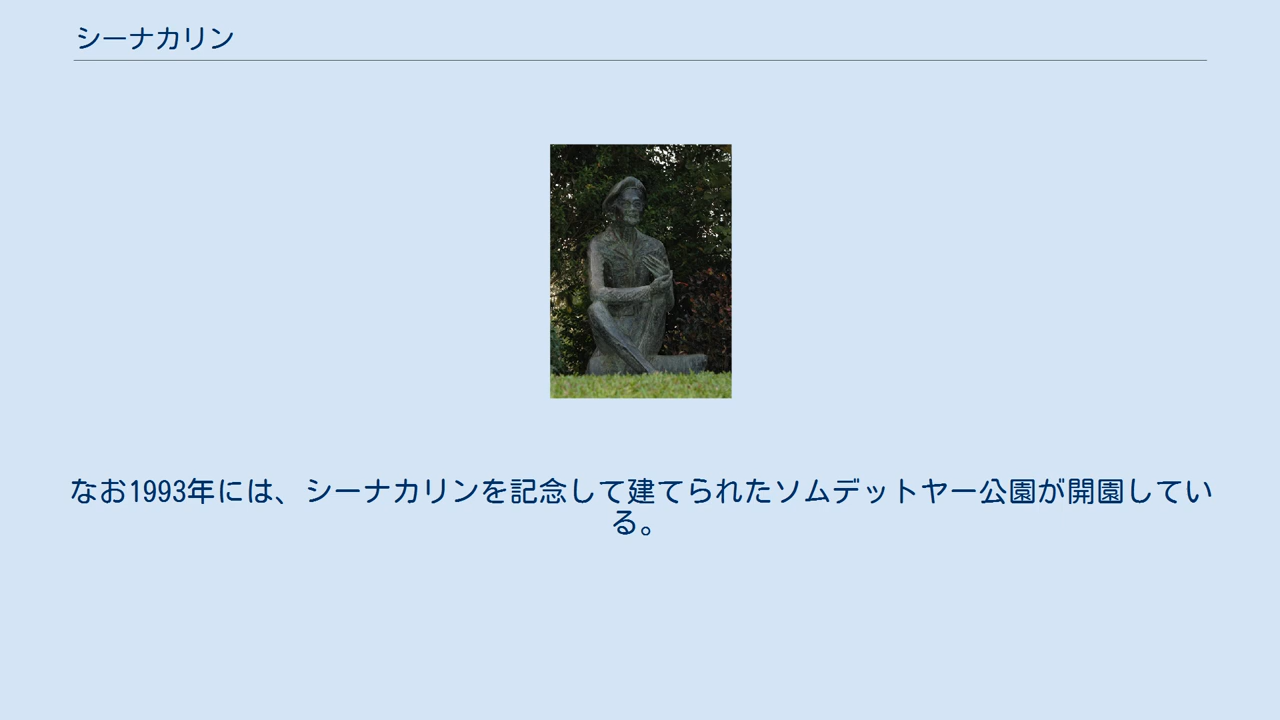 シーナカリン
なお1993年には、シーナカリンを記念して建てられたソムデットヤー公園が開園してい
る。